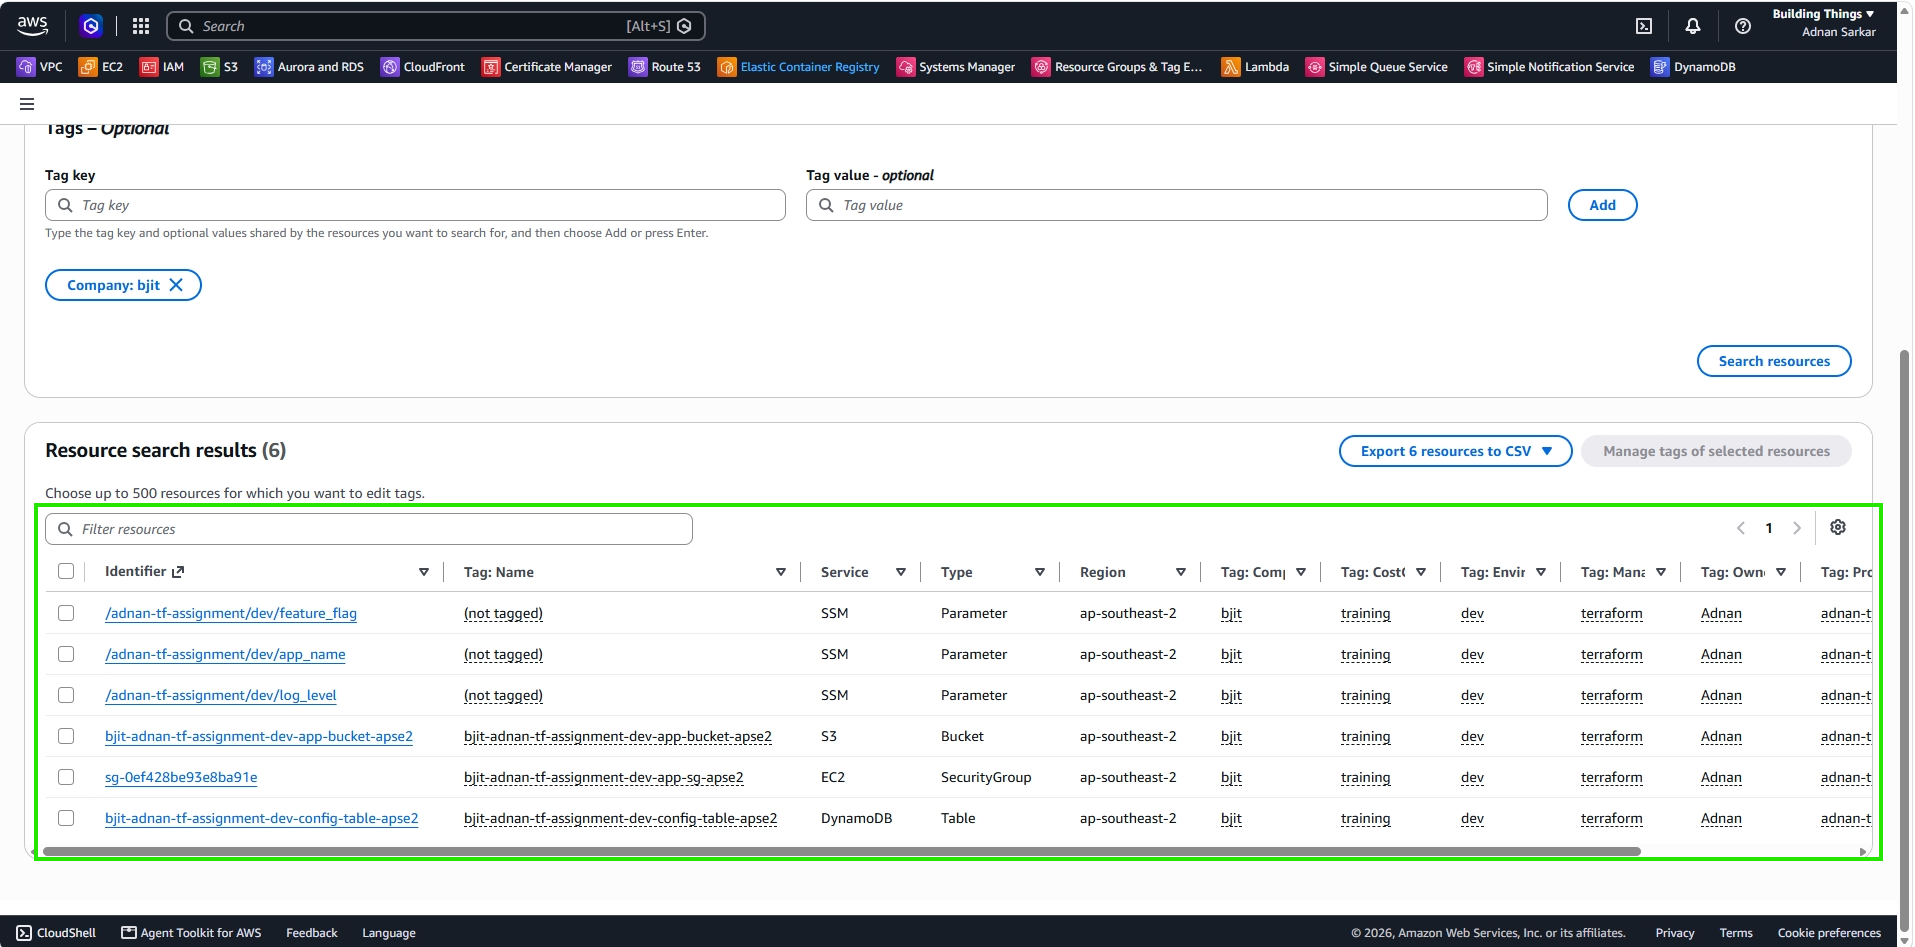 aws
Search [Alt+S]
Building Things
Adnan Sarkar
VPC EC2 IAM S3 Aurora and RDS CloudFront Certificate Manager Route 53 Elastic Container Registry Systems Manager Resource Groups & Tag E... Lambda Simple Queue Service Simple Notification Service DynamoDB
Tags – Optional
Tag key
Tag value - optional
Tag key
Tag value
Add
Type the tag key and optional values shared by the resources you want to search for, and then choose Add or press Enter.
Company: bjit
Search resources
Resource search results (6)
Export 6 resources to CSV
Manage tags of selected resources
Choose up to 500 resources for which you want to edit tags.
Filter resources
1
Identifier Tag: Name Service Type Region Tag: Comp Tag: CostC Tag: Envir Tag: Mana Tag: Owne Tag: Pro
/adnan-tf-assignment/dev/feature_flag (not tagged) SSM Parameter ap-southeast-2 bjit training dev terraform Adnan adnan-t
/adnan-tf-assignment/dev/app_name (not tagged) SSM Parameter ap-southeast-2 bjit training dev terraform Adnan adnan-t
/adnan-tf-assignment/dev/log_level (not tagged) SSM Parameter ap-southeast-2 bjit training dev terraform Adnan adnan-t
bjit-adnan-tf-assignment-dev-app-bucket-apse2 bjit-adnan-tf-assignment-dev-app-bucket-apse2 S3 Bucket ap-southeast-2 bjit training dev terraform Adnan adnan-t
sg-0ef428be93e8ba91e bjit-adnan-tf-assignment-dev-app-sg-apse2 EC2 SecurityGroup ap-southeast-2 bjit training dev terraform Adnan adnan-t
bjit-adnan-tf-assignment-dev-config-table-apse2 bjit-adnan-tf-assignment-dev-config-table-apse2 DynamoDB Table ap-southeast-2 bjit training dev terraform Adnan adnan-t
CloudShell Agent Toolkit for AWS Feedback Language © 2026, Amazon Web Services, Inc. or its affiliates. Privacy Terms Cookie preferences